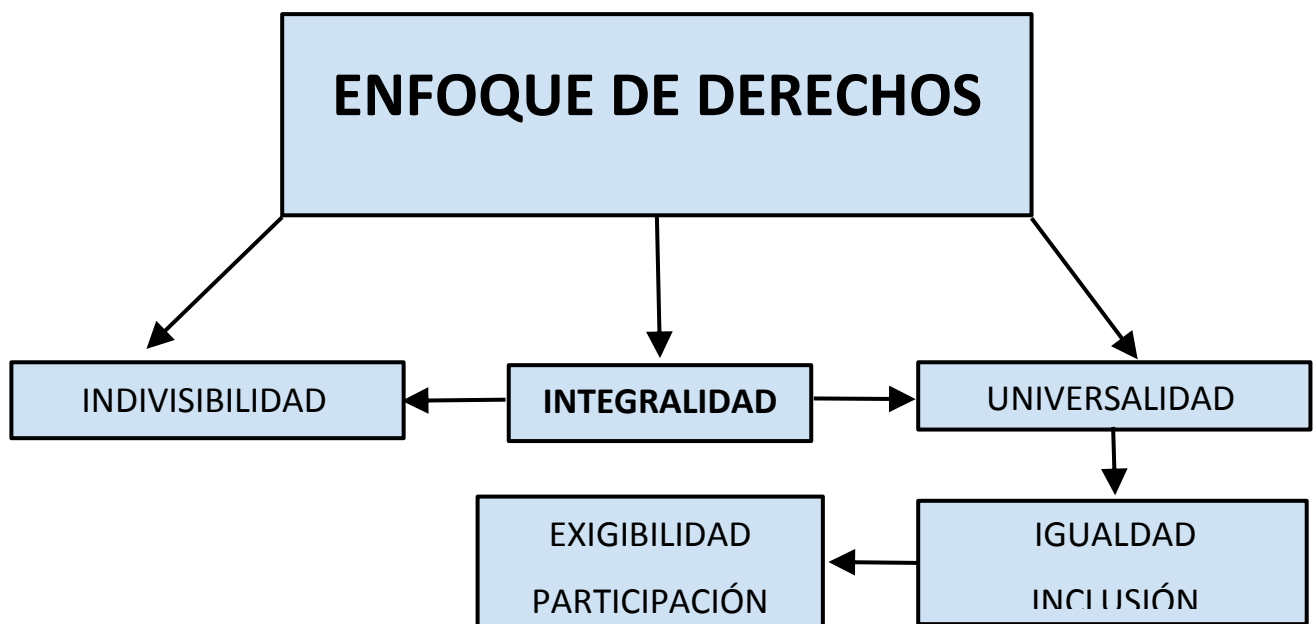 ENFOQUE DE DERECHOS
INDIVISIBILIDAD
INTEGRALIDAD
UNIVERSALIDAD
EXIGIBILIDAD
PARTICIPACIÓN
IGUALDAD
INCLUSIÓN